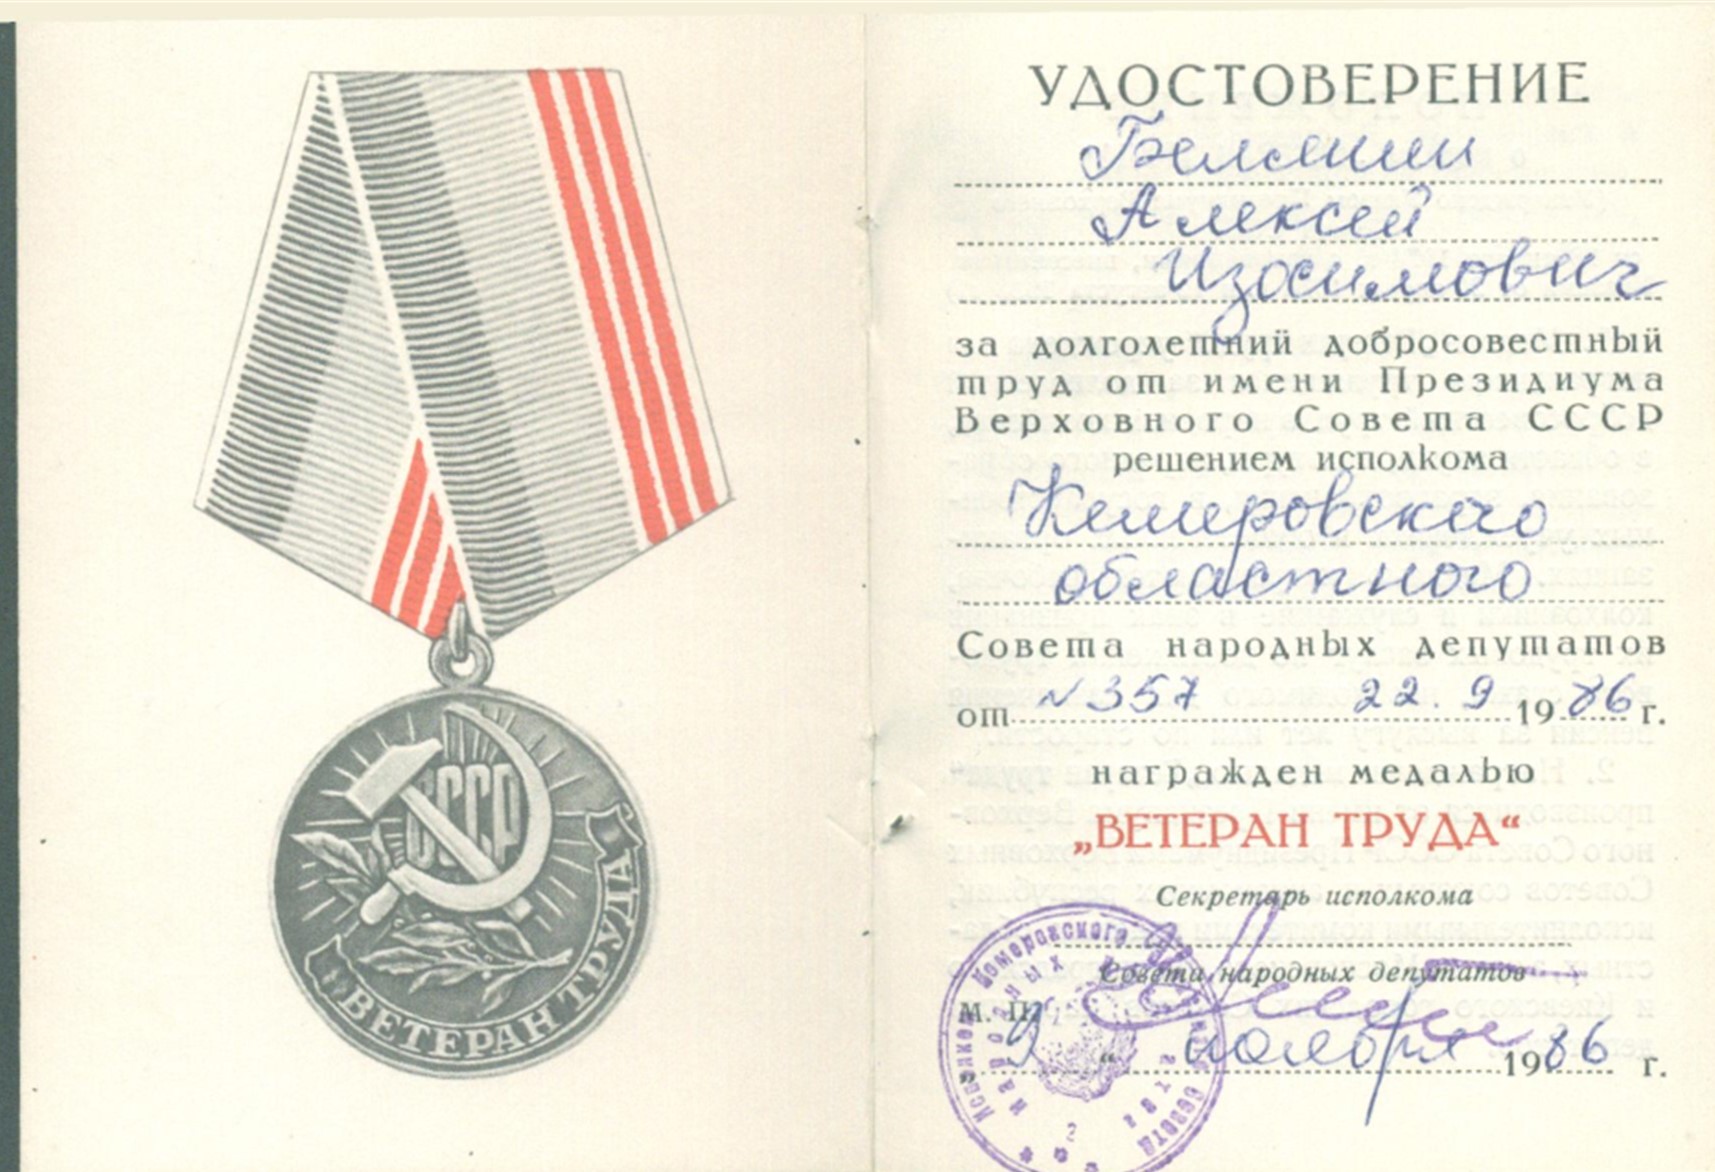 СССР
ВЕТЕРАН ТРУДА
УДОСТОВЕРЕНИЕ
Алексей
Изосимович
за долголетний добросовестный
труд от имени Президиума
Верховного Совета СССР
решением исполкома
Кемеровского
областного
Совета народных депутатов
от № 357 22.9 1986 г.
награжден медалью
„ВЕТЕРАН ТРУДА“
Секретарь исполкома
Совета народных депутатов
М. П.
„9“ ноября 1986 г.